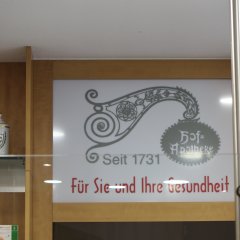 Hof-
Apotheke
Seit 1731
Für Sie und Ihre Gesundheit